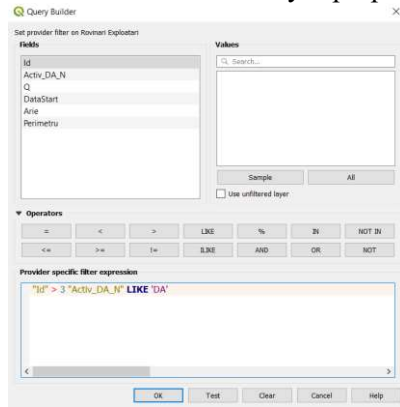 Query Builder
Set provider filter on Rovinari Exploatari
Fields
Values
Id
Activ_DA_N
Q
DataStart
Arie
Perimetru
Search...
Sample
All
Use unfiltered layer
Operators
=
<
>
LIKE
%
IN
NOT IN
<=
>=
!=
ILIKE
AND
OR
NOT
Provider specific filter expression
"Id" > 3 "Activ_DA_N" LIKE 'DA'
OK
Test
Clear
Cancel
Help